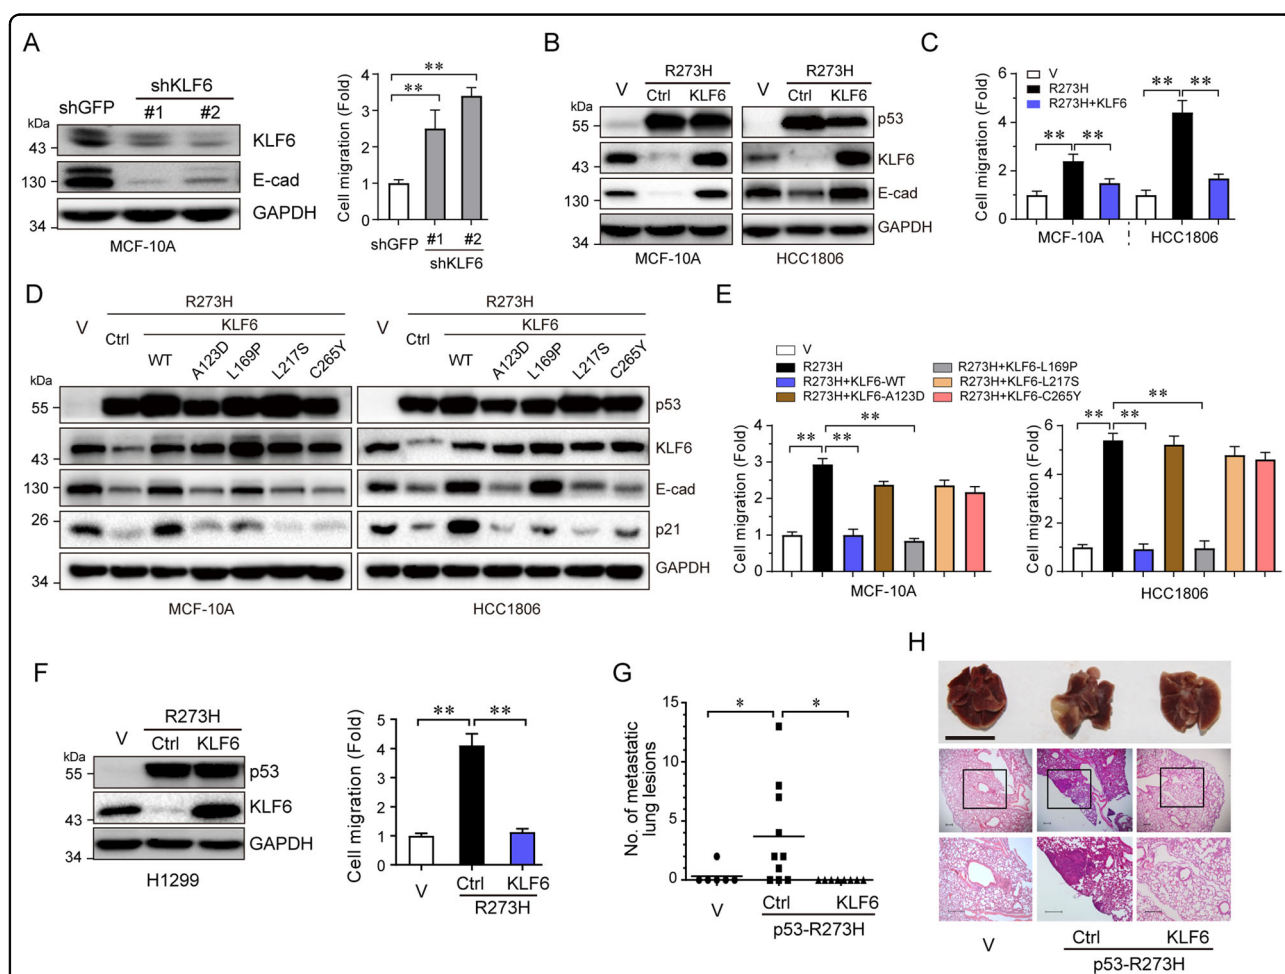 A
shKLF6
shGFP
#1 #2
kDa
43
KLF6
130
E-cad
34
GAPDH
MCF-10A
Cell migration (Fold)
4
3
2
1
0
**
**
shGFP
#1 #2
shKLF6
B
R273H R273H
V Ctrl KLF6 V Ctrl KLF6
kDa
55
p53
43
KLF6
130
E-cad
34
GAPDH
MCF-10A HCC1806
C
V
R273H
R273H+KLF6
Cell migration (Fold)
6
4
2
0
** **
** **
MCF-10A HCC1806
D
R273H R273H
V Ctrl KLF6 V Ctrl KLF6
WT A123D L169P L217S C265Y WT A123D L169P L217S C265Y
kDa
55
p53
43
KLF6
130
E-cad
26
p21
34
GAPDH
MCF-10A HCC1806
E
V
R273H
R273H+KLF6-WT
R273H+KLF6-A123D
R273H+KLF6-L169P
R273H+KLF6-L217S
R273H+KLF6-C265Y
Cell migration (Fold)
4
3
2
1
0
**
** **
MCF-10A
Cell migration (Fold)
6
4
2
0
**
** **
HCC1806
F
R273H
V Ctrl KLF6
kDa
55
p53
43
KLF6
34
GAPDH
H1299
Cell migration (Fold)
5
4
3
2
1
0
** **
V Ctrl KLF6
R273H
G
No. of metastatic
lung lesions
15
10
5
0
* *
V Ctrl KLF6
p53-R273H
H
V Ctrl KLF6
p53-R273H